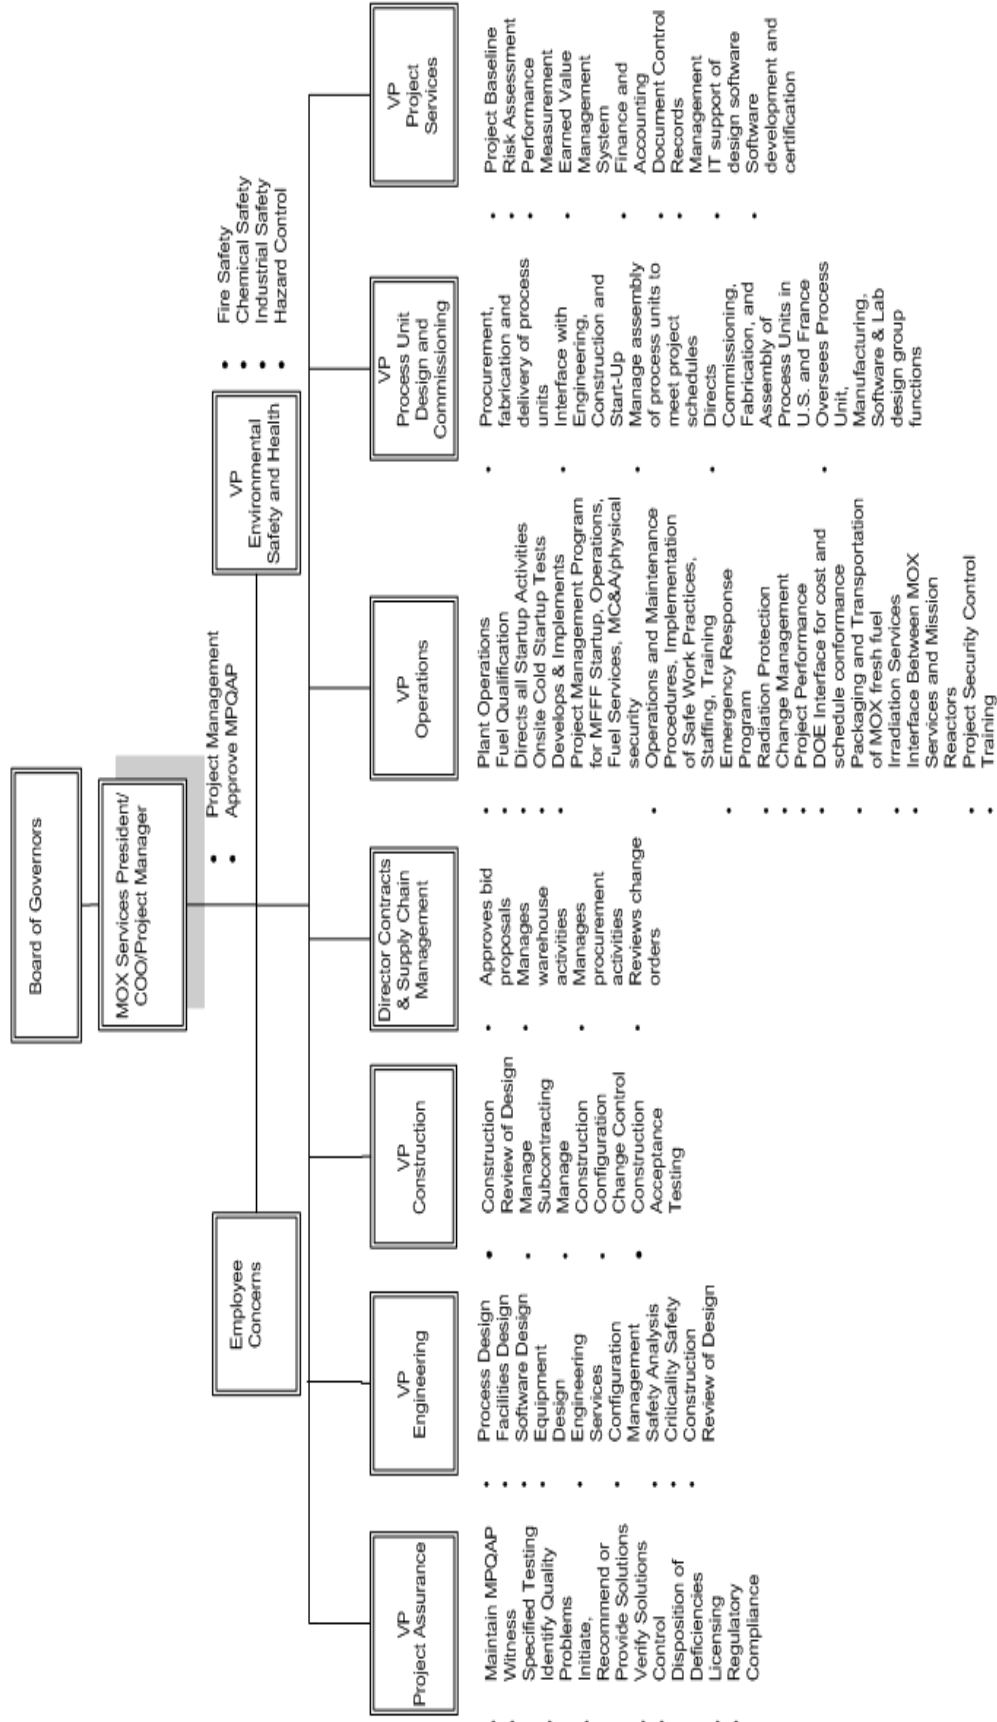 Board of Governors
MOX Services President/
COO/Project Manager
• Project Management
• Approve MPQAP
Employee
Concerns
VP
Environmental
Safety and Health
• Fire Safety
• Chemical Safety
• Industrial Safety
• Hazard Control
VP
Project Assurance
• Maintain MPQAP
• Witness
Specified Testing
• Identify Quality
Problems
• Initiate,
Recommend or
Provide Solutions
• Verify Solutions
• Control
Disposition of
Deficiencies
• Licensing
• Regulatory
Compliance
VP
Engineering
• Process Design
• Facilities Design
• Software Design
• Equipment
Design
• Engineering
Services
• Configuration
Management
• Safety Analysis
• Criticality Safety
• Construction
Review of Design
VP
Construction
• Construction
Review of Design
• Manage
Subcontracting
• Manage
Construction
• Configuration
Change Control
• Construction
Acceptance
Testing
Director Contracts
& Supply Chain
Management
• Approves bid
proposals
• Manages
warehouse
activities
• Manages
procurement
activities
• Reviews change
orders
VP
Operations
• Plant Operations
• Fuel Qualification
• Directs all Startup Activities
• Onsite Cold Startup Tests
• Develops & Implements
Project Management Program
for MFFF Startup, Operations,
Fuel Services, MC&A/physical
security
• Operations and Maintenance
Procedures, Implementation
of Safe Work Practices,
Staffing, Training
• Emergency Response
Program
• Radiation Protection
• Change Management
• Project Performance
• DOE Interface for cost and
schedule conformance
• Packaging and Transportation
of MOX fresh fuel
• Irradiation Services
• Interface Between MOX
Services and Mission
Reactors
• Project Security Control
• Training
VP
Process Unit
Design and
Commissioning
• Procurement,
fabrication and
delivery of process
units
• Interface with
Engineering,
Construction and
Start-Up
• Manage assembly
of process units to
meet project
schedules
• Directs
Commissioning,
Fabrication, and
Assembly of
Process Units in
U.S. and France
• Oversees Process
Unit,
Manufacturing,
Software & Lab
design group
functions
VP
Project
Services
• Project Baseline
• Risk Assessment
• Performance
Measurement
• Earned Value
Management
System
• Finance and
Accounting
• Document Control
• Records
Management
• IT support of
design software
• Software
development and
certification